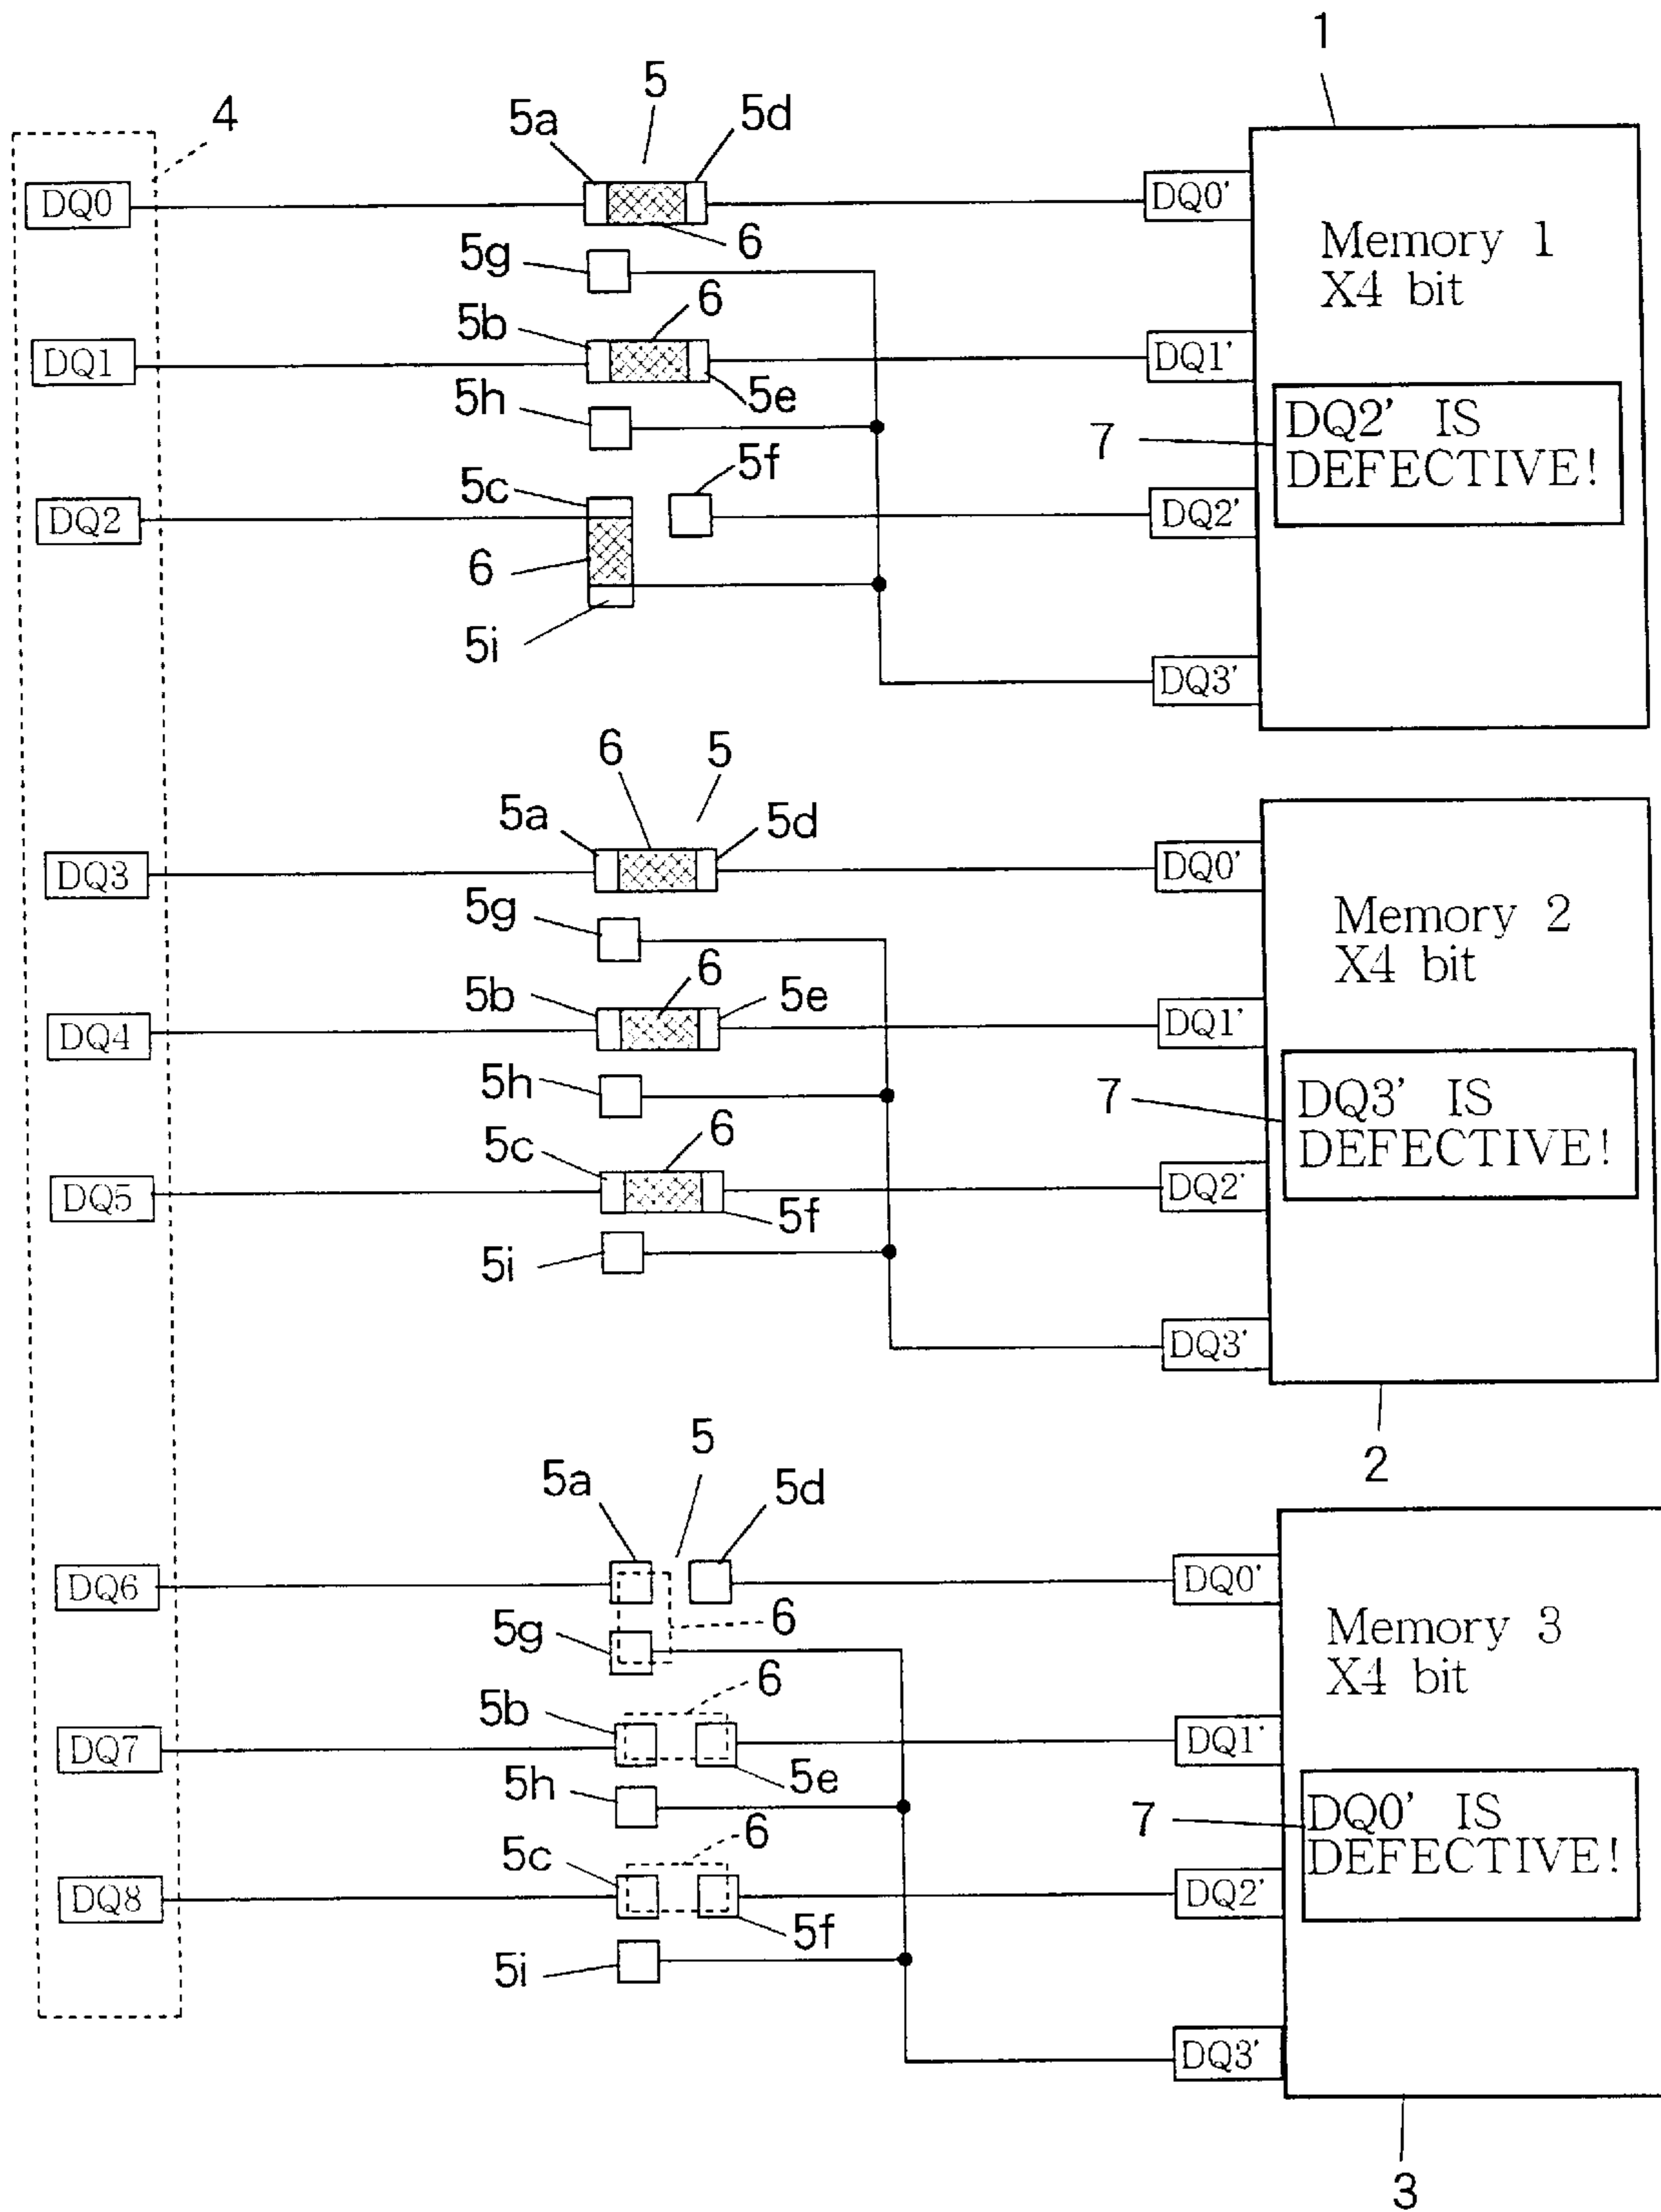 1
4
5
5a
5d
DQ0
DQ0'
6
Memory 1
X4 bit
5g
6
5b
DQ1
DQ1'
5e
5h
7
DQ2' IS
DEFECTIVE!
5f
5c
DQ2
DQ2'
6
5i
DQ3'
6
5
5a
5d
DQ3
DQ0'
5g
Memory 2
X4 bit
6
5b
5e
DQ4
DQ1'
5h
7
DQ3' IS
DEFECTIVE!
6
5c
DQ5
DQ2'
5f
5i
DQ3'
5
2
5a
5d
DQ6
DQ0'
6
5g
Memory 3
X4 bit
6
5b
DQ7
DQ1'
5e
5h
7
DQ0' IS
DEFECTIVE!
6
5c
DQ8
DQ2'
5f
5i
DQ3'
3